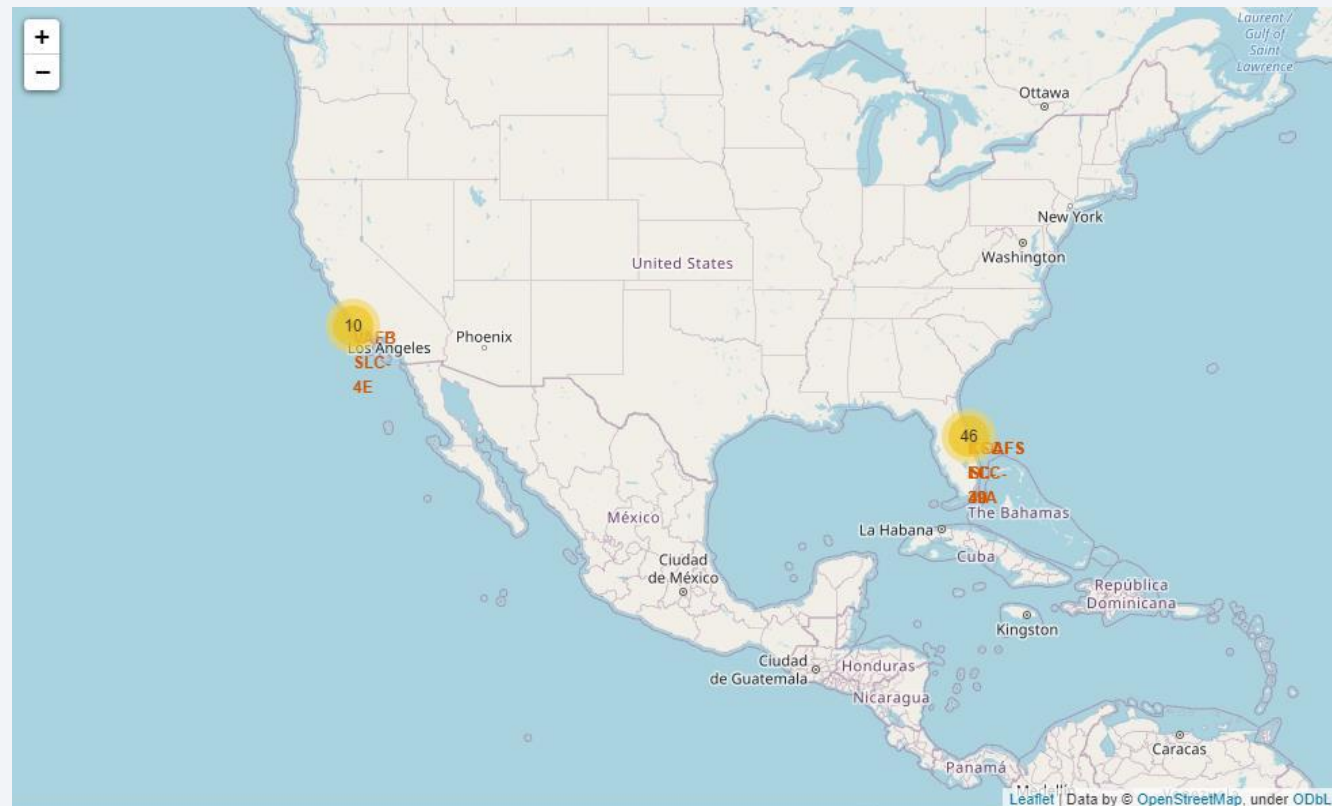 +
−
Laurent /
Gulf of
Saint
Lawrence
Ottawa
New York
Washington
United States
10
Phoenix
Los Angeles
VAFB
SLC-
4E
46
The Bahamas
México
La Habana
Cuba
Ciudad
de México
República
Dominicana
Kingston
Ciudad
de Guatemala
Honduras
Nicaragua
Caracas
Panamá
Leaflet | Data by © OpenStreetMap, under ODbL